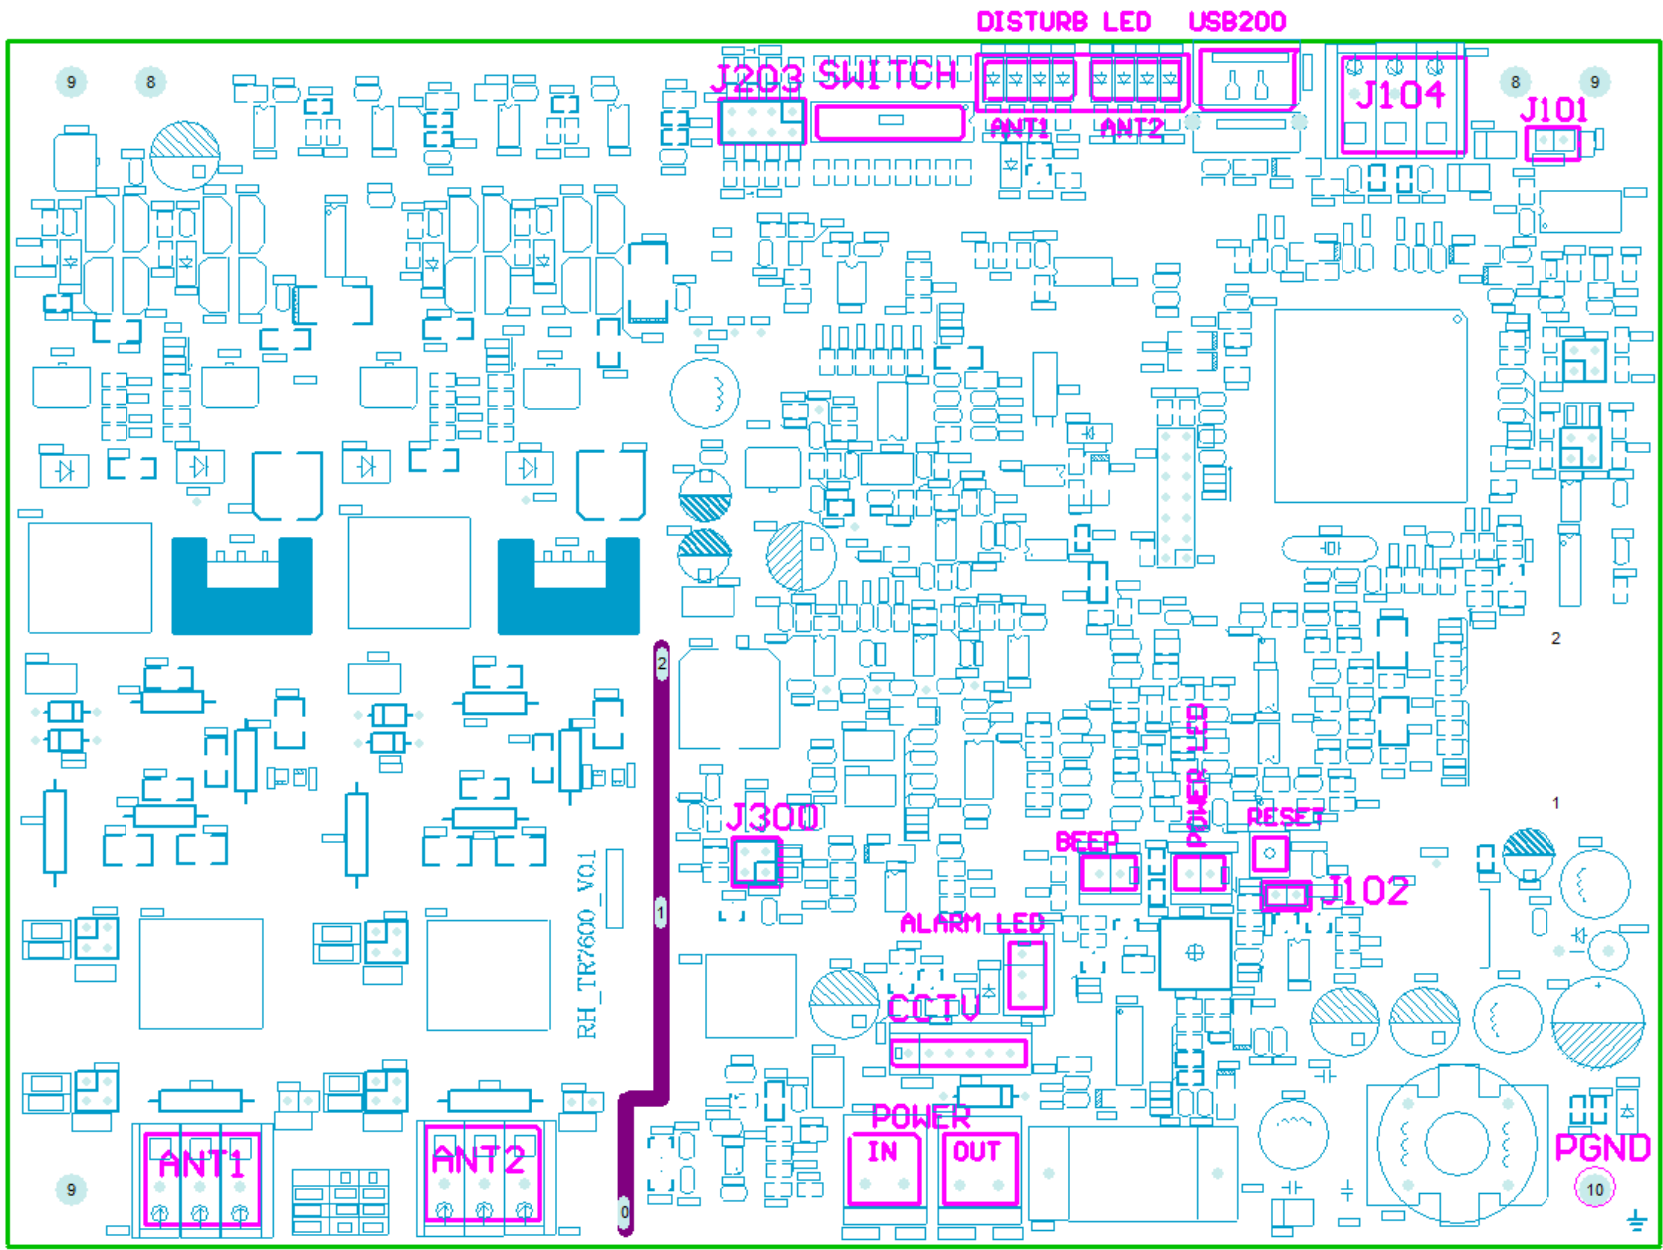 DISTURB LED USB200
9 8 J203 SWITCH J104 8 9
J101
ANT1 ANT2
2
2
POWER LED
1
J300 RESET
BEEP
J102
1
ALARM LED
RH_TR7600_V0.1
CCTV
POWER
IN OUT
PGND
ANT1 ANT2
9 0 10